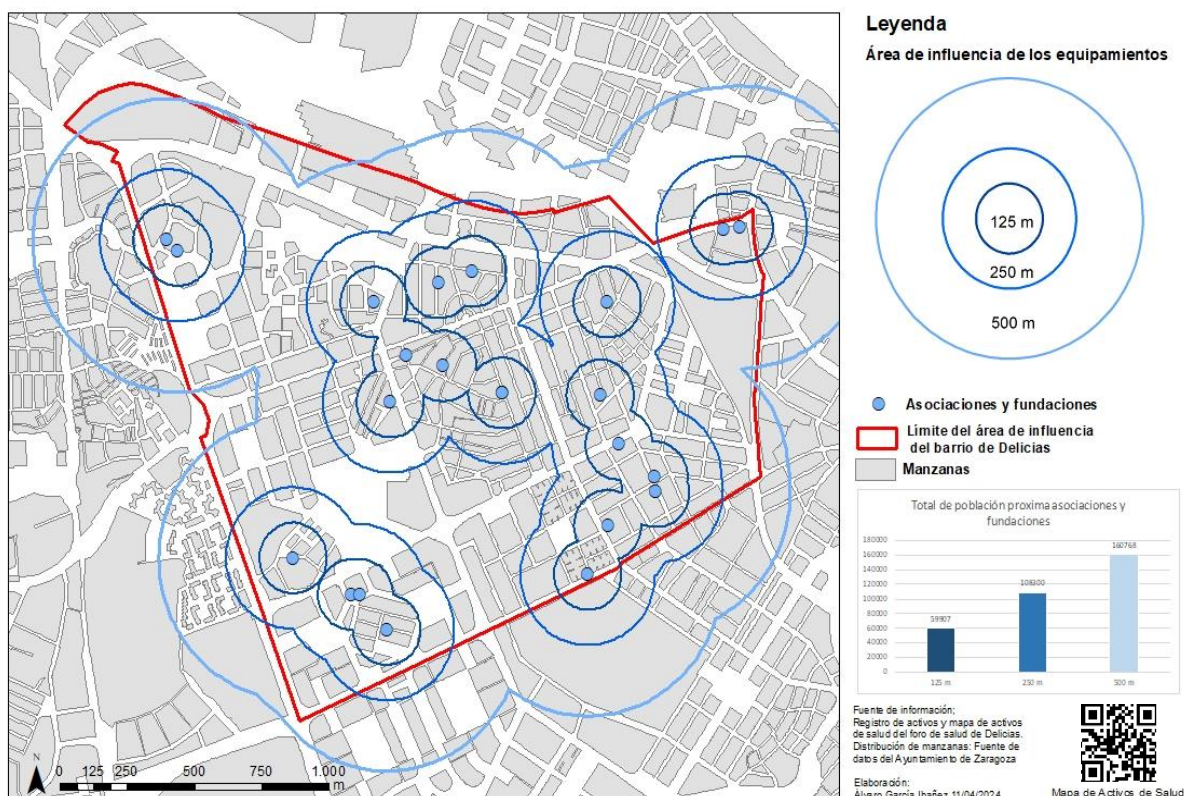 Leyenda
Área de influencia de los equipamientos
125 m
250 m
500 m
Asociaciones y fundaciones
Límite del área de influencia
del barrio de Delicias
Manzanas
Total de población proxima asociaciones y
fundaciones
180000
160000
140000
120000
100000
80000
60000
40000
20000
0
59907
108300
160768
125 m
250 m
500 m
Fuente de información;
Registro de activos y mapa de activos
de salud del foro de salud de Delicias.
Distribución de manzanas: Fuente de
datos del Ayuntamiento de Zaragoza
Elaboración:
Álvaro García Ibañez 11/04/2024
Mapa de Activos de Salud
N
0 125 250 500 750 1.000
m